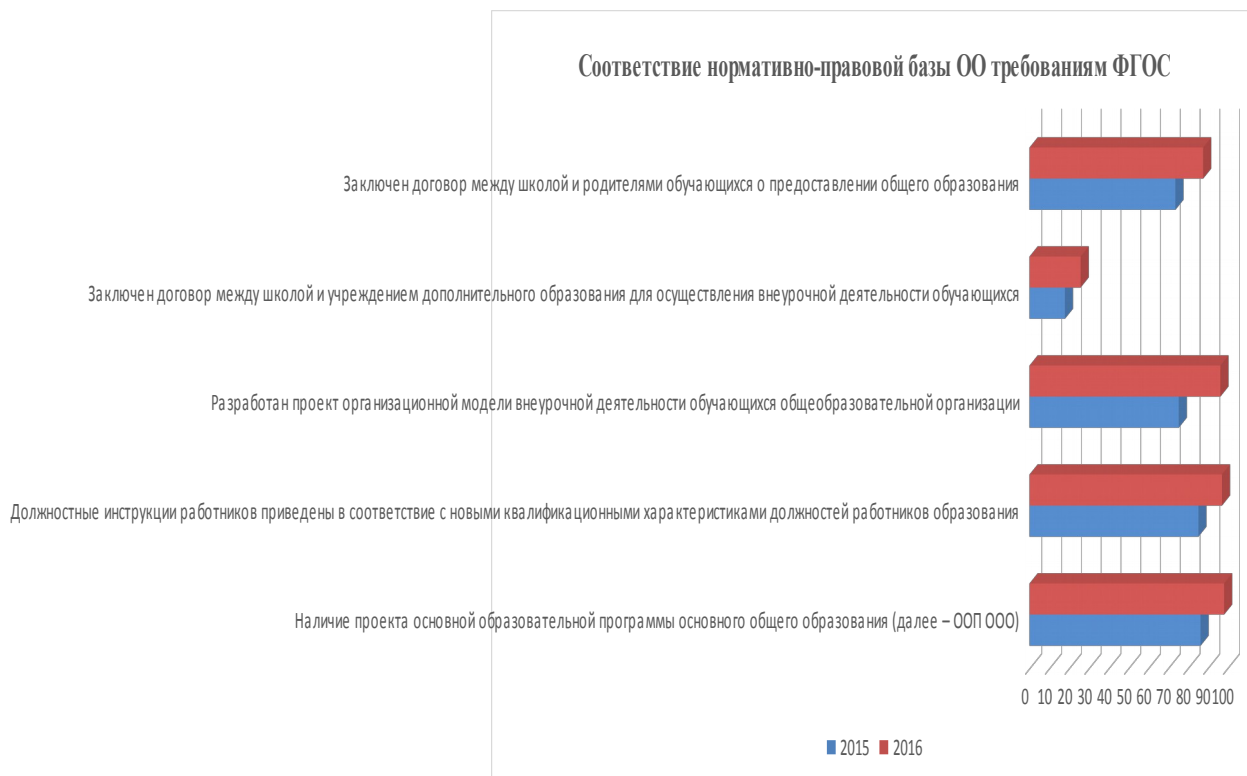 Соответствие нормативно-правовой базы ОО требованиям ФГОС
Заключен договор между школой и родителями обучающихся о предоставлении общего образования
Заключен договор между школой и учреждением дополнительного образования для осуществления внеурочной деятельности обучающихся
Разработан проект организационной модели внеурочной деятельности обучающихся общеобразовательной организации
Должностные инструкции работников приведены в соответствие с новыми квалификационными характеристиками должностей работников образования
Наличие проекта основной образовательной программы основного общего образования (далее – ООП ООО)
0 10 20 30 40 50 60 70 80 90 100
2015 2016